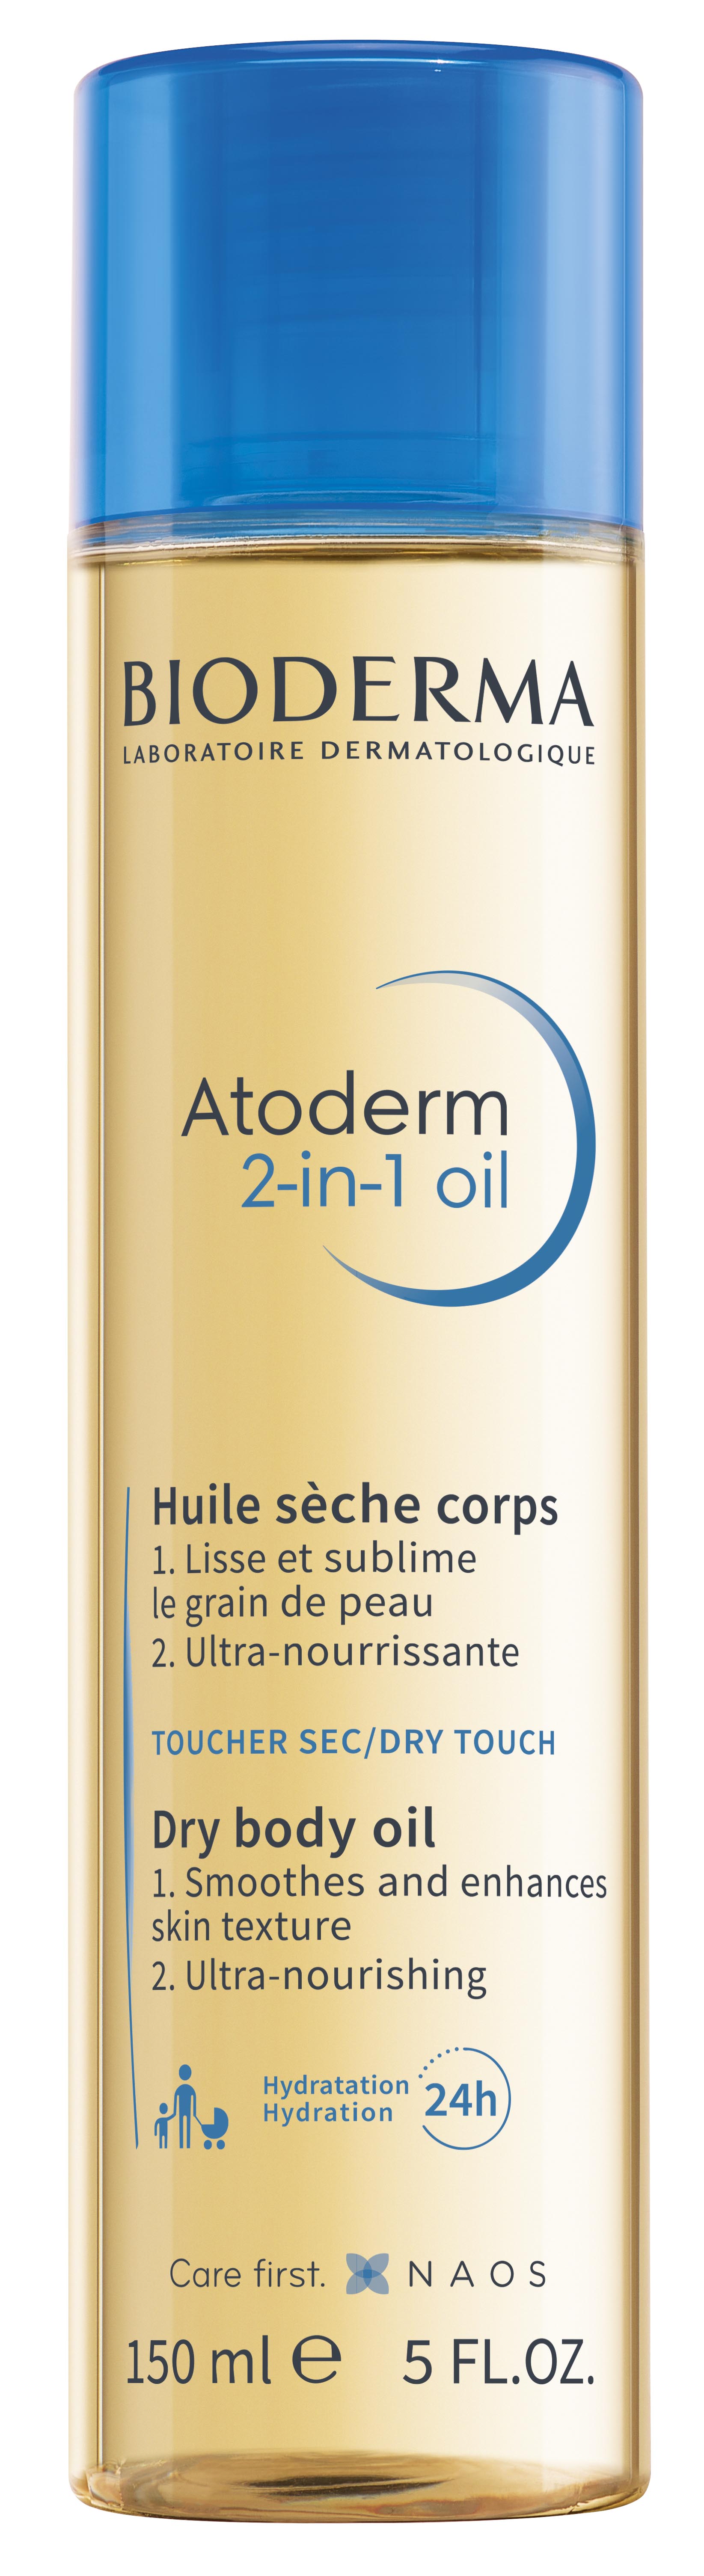 BIODERMA
LABORATOIRE DERMATOLOGIQUE
Atoderm
2-in-1 oil
Huile sèche corps
1. Lisse et sublime
le grain de peau
2. Ultra-nourrissante
TOUCHER SEC/DRY TOUCH
Dry body oil
1. Smoothes and enhances
skin texture
2. Ultra-nourishing
Hydratation
Hydration
24h
Care first. NAOS
150 ml ℮ 5 FL.OZ.